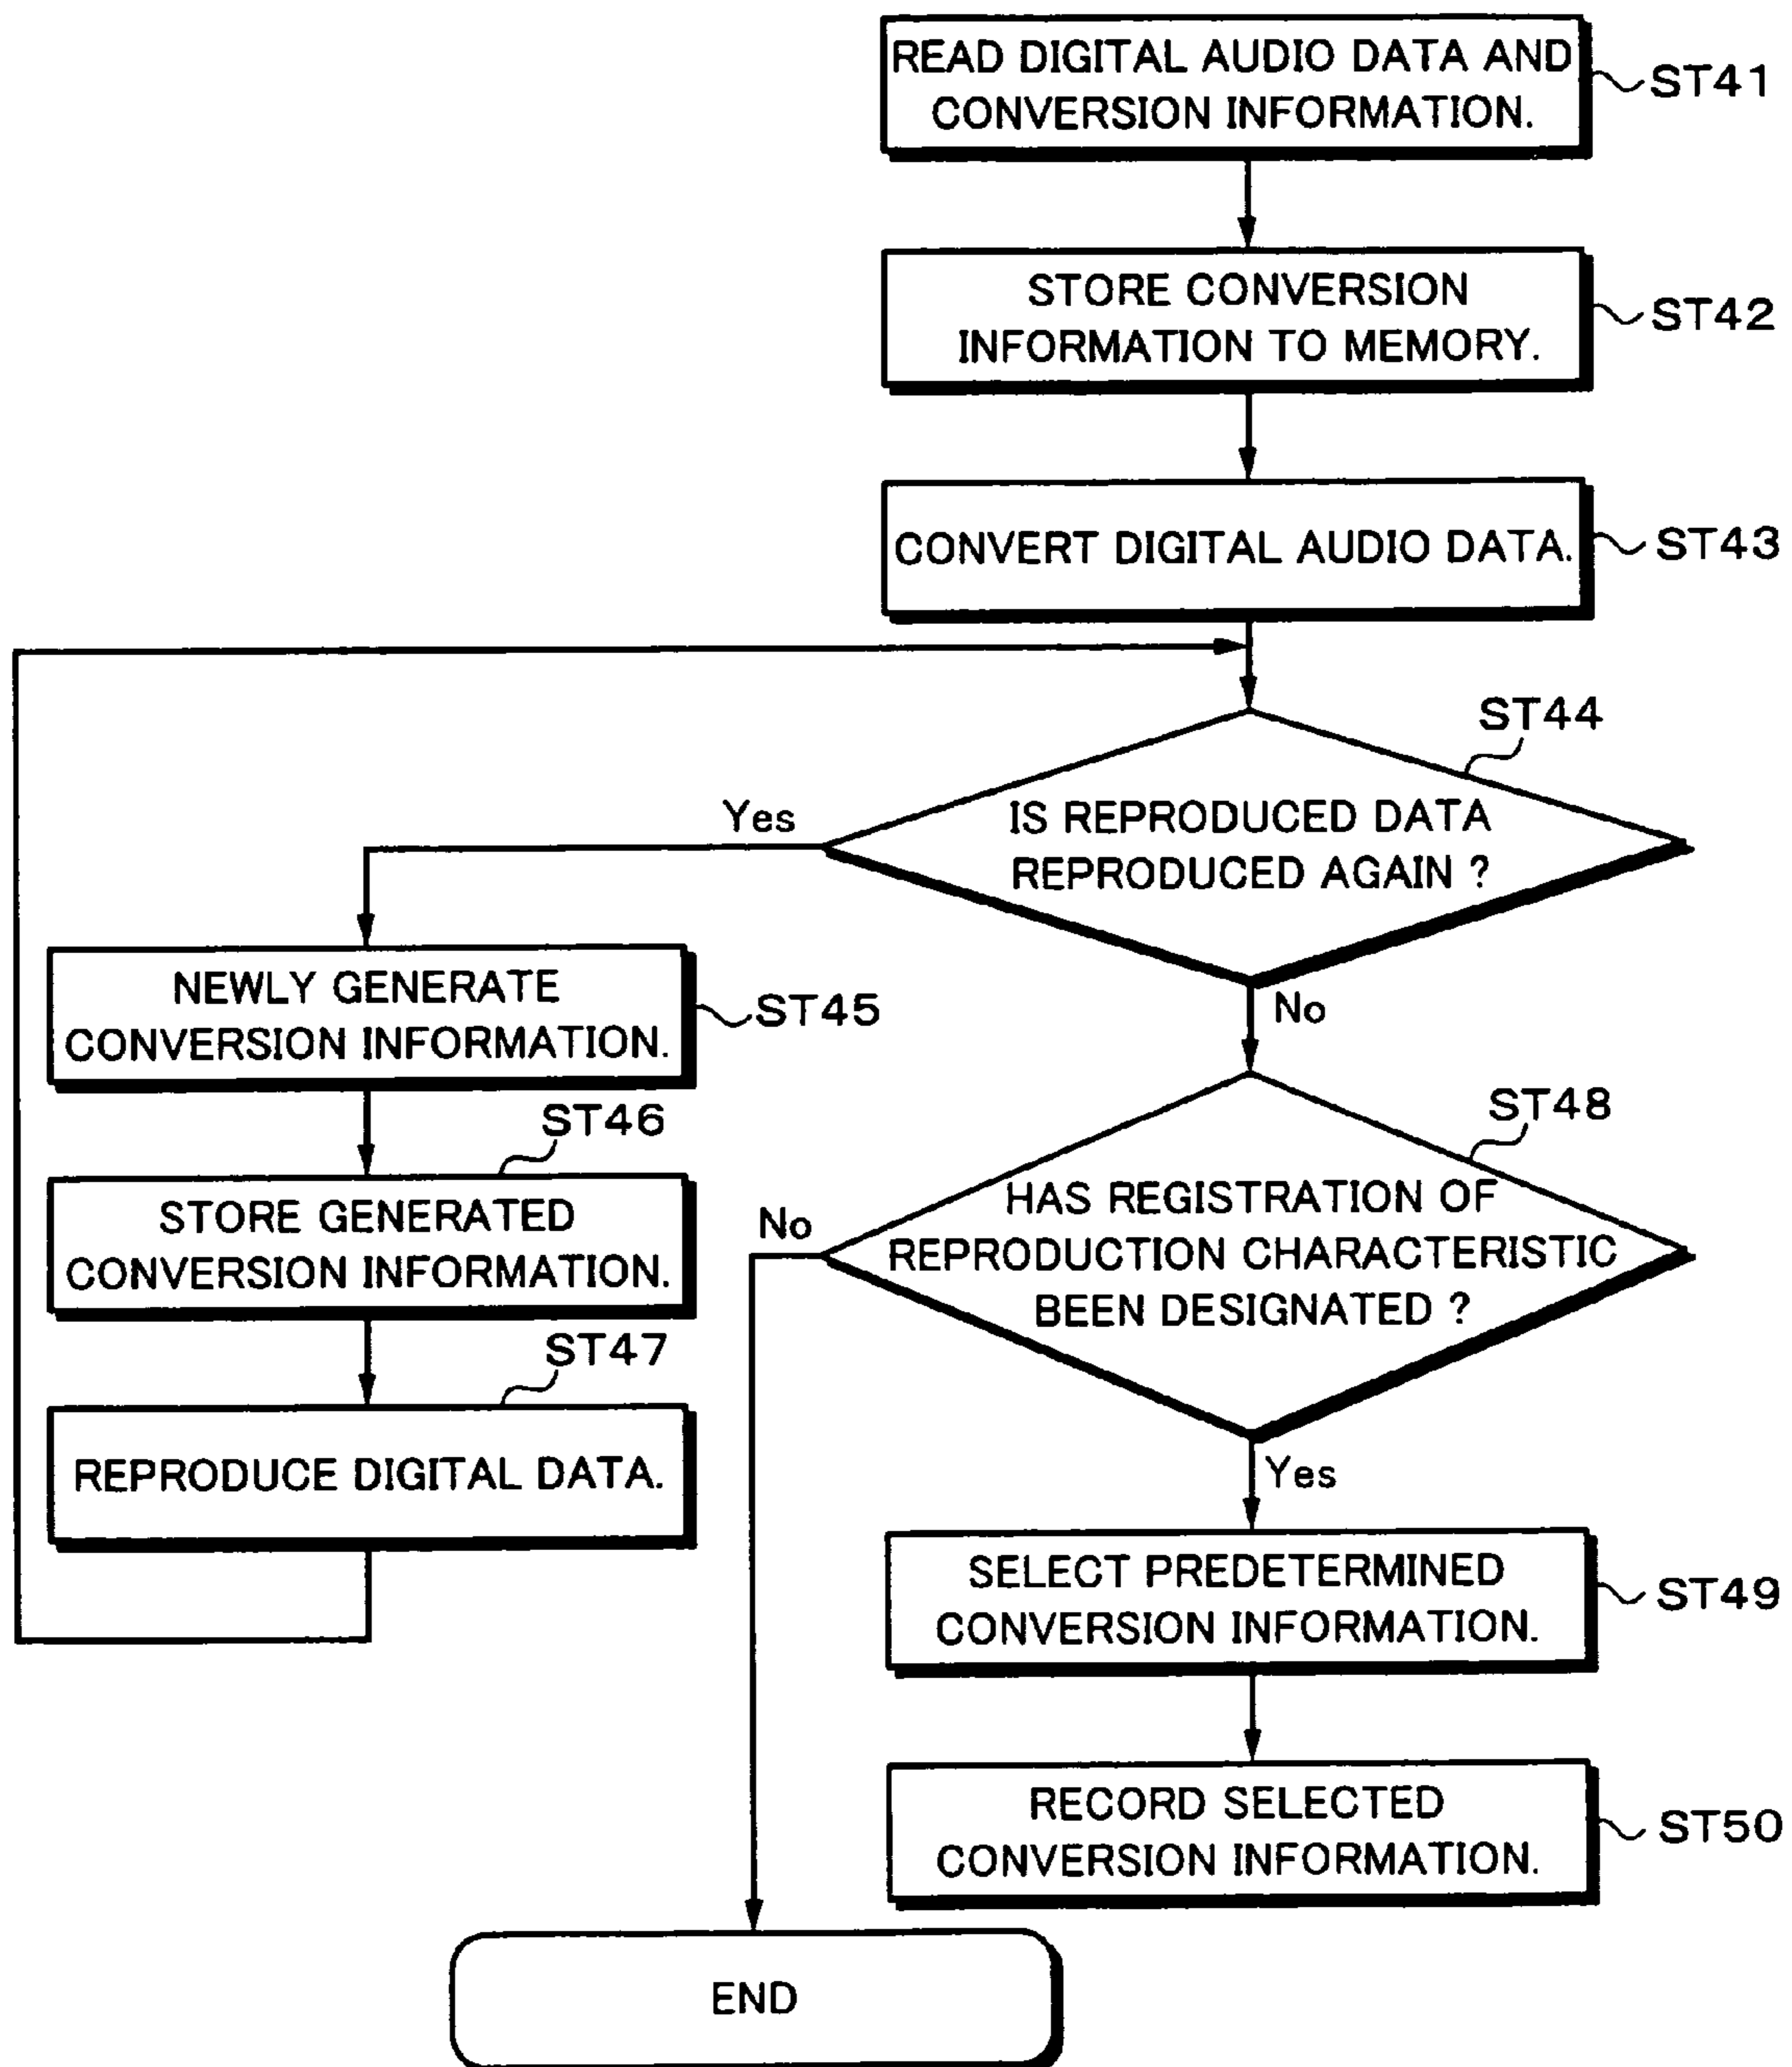 READ DIGITAL AUDIO DATA AND
CONVERSION INFORMATION.
ST41
STORE CONVERSION
INFORMATION TO MEMORY.
ST42
CONVERT DIGITAL AUDIO DATA.
ST43
ST44
IS REPRODUCED DATA
REPRODUCED AGAIN ?
Yes
No
NEWLY GENERATE
CONVERSION INFORMATION.
ST45
ST46
STORE GENERATED
CONVERSION INFORMATION.
ST47
REPRODUCE DIGITAL DATA.
ST48
HAS REGISTRATION OF
REPRODUCTION CHARACTERISTIC
BEEN DESIGNATED ?
No
Yes
SELECT PREDETERMINED
CONVERSION INFORMATION.
ST49
RECORD SELECTED
CONVERSION INFORMATION.
ST50
END